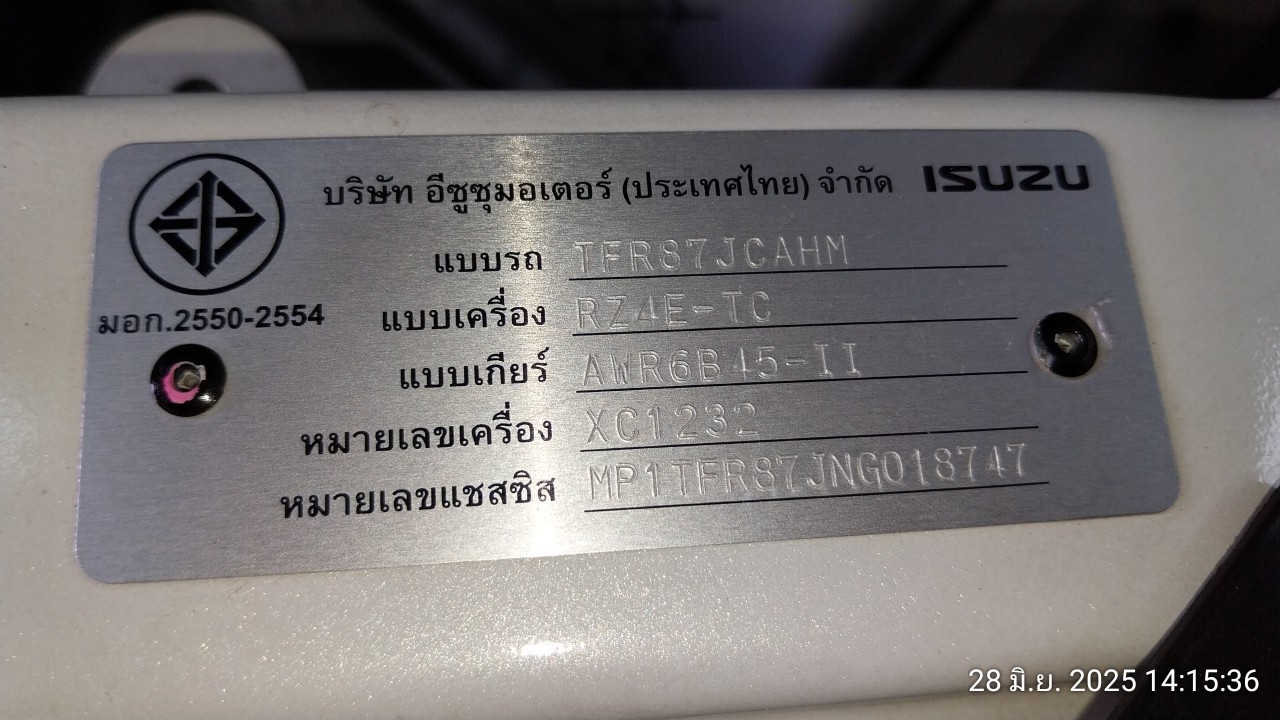 บริษัท อีซูซุมอเตอร์ (ประเทศไทย) จำกัด ISUZU
แบบรถ TFR87JCAHM
มอก.2550-2554
แบบเครื่อง RZ4E-TC
แบบเกียร์ AWR6B45-II
หมายเลขเครื่อง XC1232
หมายเลขแชสซิส MP1TFR87JNG018747
28 มิ.ย. 2025 14:15:36